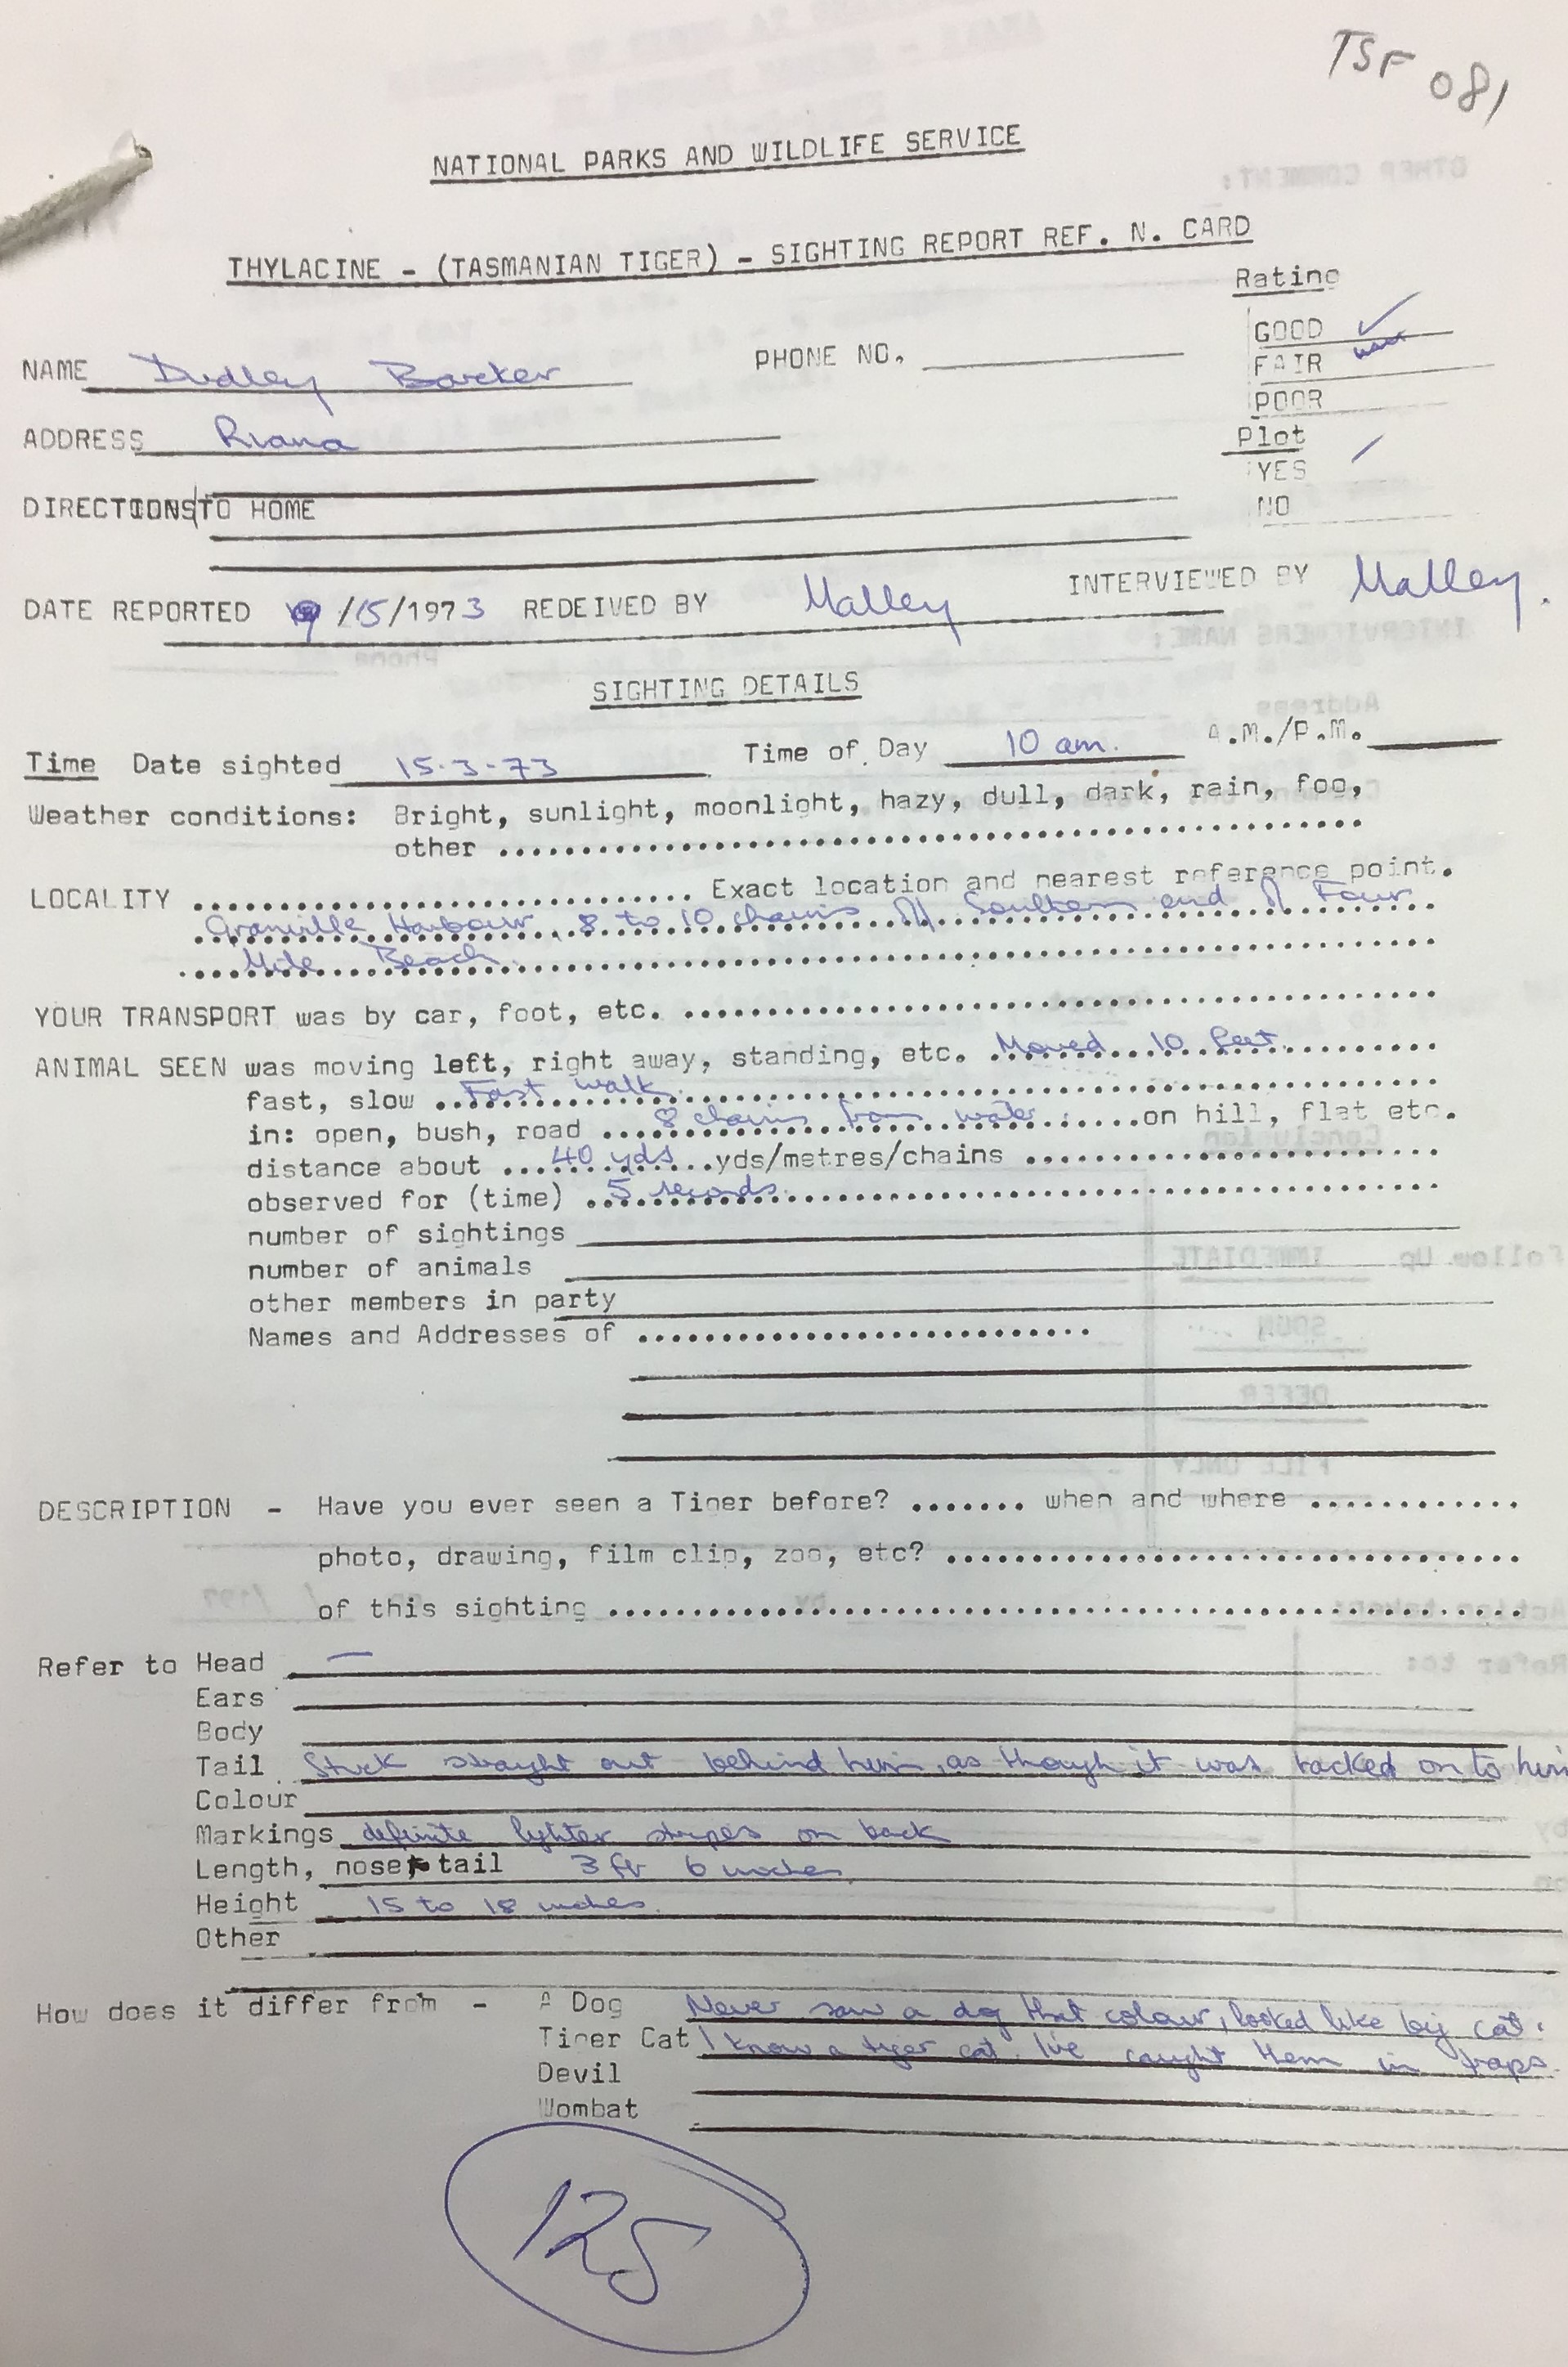 TSF 081
NATIONAL PARKS AND WILDLIFE SERVICE
THYLACINE - (TASMANIAN TIGER) - SIGHTING REPORT REF. N. CARD
Rating
GOOD ✓
FAIR
POOR
NAME Dudley Barker PHONE NO.
ADDRESS Riana
Plot
YES /
NO
DIRECTIONS TO HOME
DATE REPORTED 9/15/1973 REDEIVED BY Malley INTERVIEWED BY Malley.
SIGHTING DETAILS
Time Date sighted 15-3-73 Time of Day 10 am. A.M./P.M.
Weather conditions: Bright, sunlight, moonlight, hazy, dull, dark, rain, fog,
other
LOCALITY Exact location and nearest reference point.
Granville Harbour, 8 to 10 chains off Southern end of Four
Mile Beach.
YOUR TRANSPORT was by car, foot, etc.
ANIMAL SEEN was moving left, right away, standing, etc. Moved 10 feet
fast, slow Fast walk.
in: open, bush, road 8 chains from water on hill, flat etc.
distance about 40 yds yds/metres/chains
observed for (time) 5 seconds.
number of sightings
number of animals
other members in party
Names and Addresses of
DESCRIPTION - Have you ever seen a Tiger before? when and where
photo, drawing, film clip, zoo, etc?
of this sighting
Refer to Head —
Ears
Body
Tail Stuck straight out behind him, as though it was tacked on to him
Colour
Markings definite lighter stripes on back
Length, nose tail 3 ft 6 inches
Height 15 to 18 inches.
Other
How does it differ from - A Dog Never saw a dog that colour, looked like big cat.
Tiger Cat I know a tiger cat. I've caught them in traps.
Devil
Wombat
125